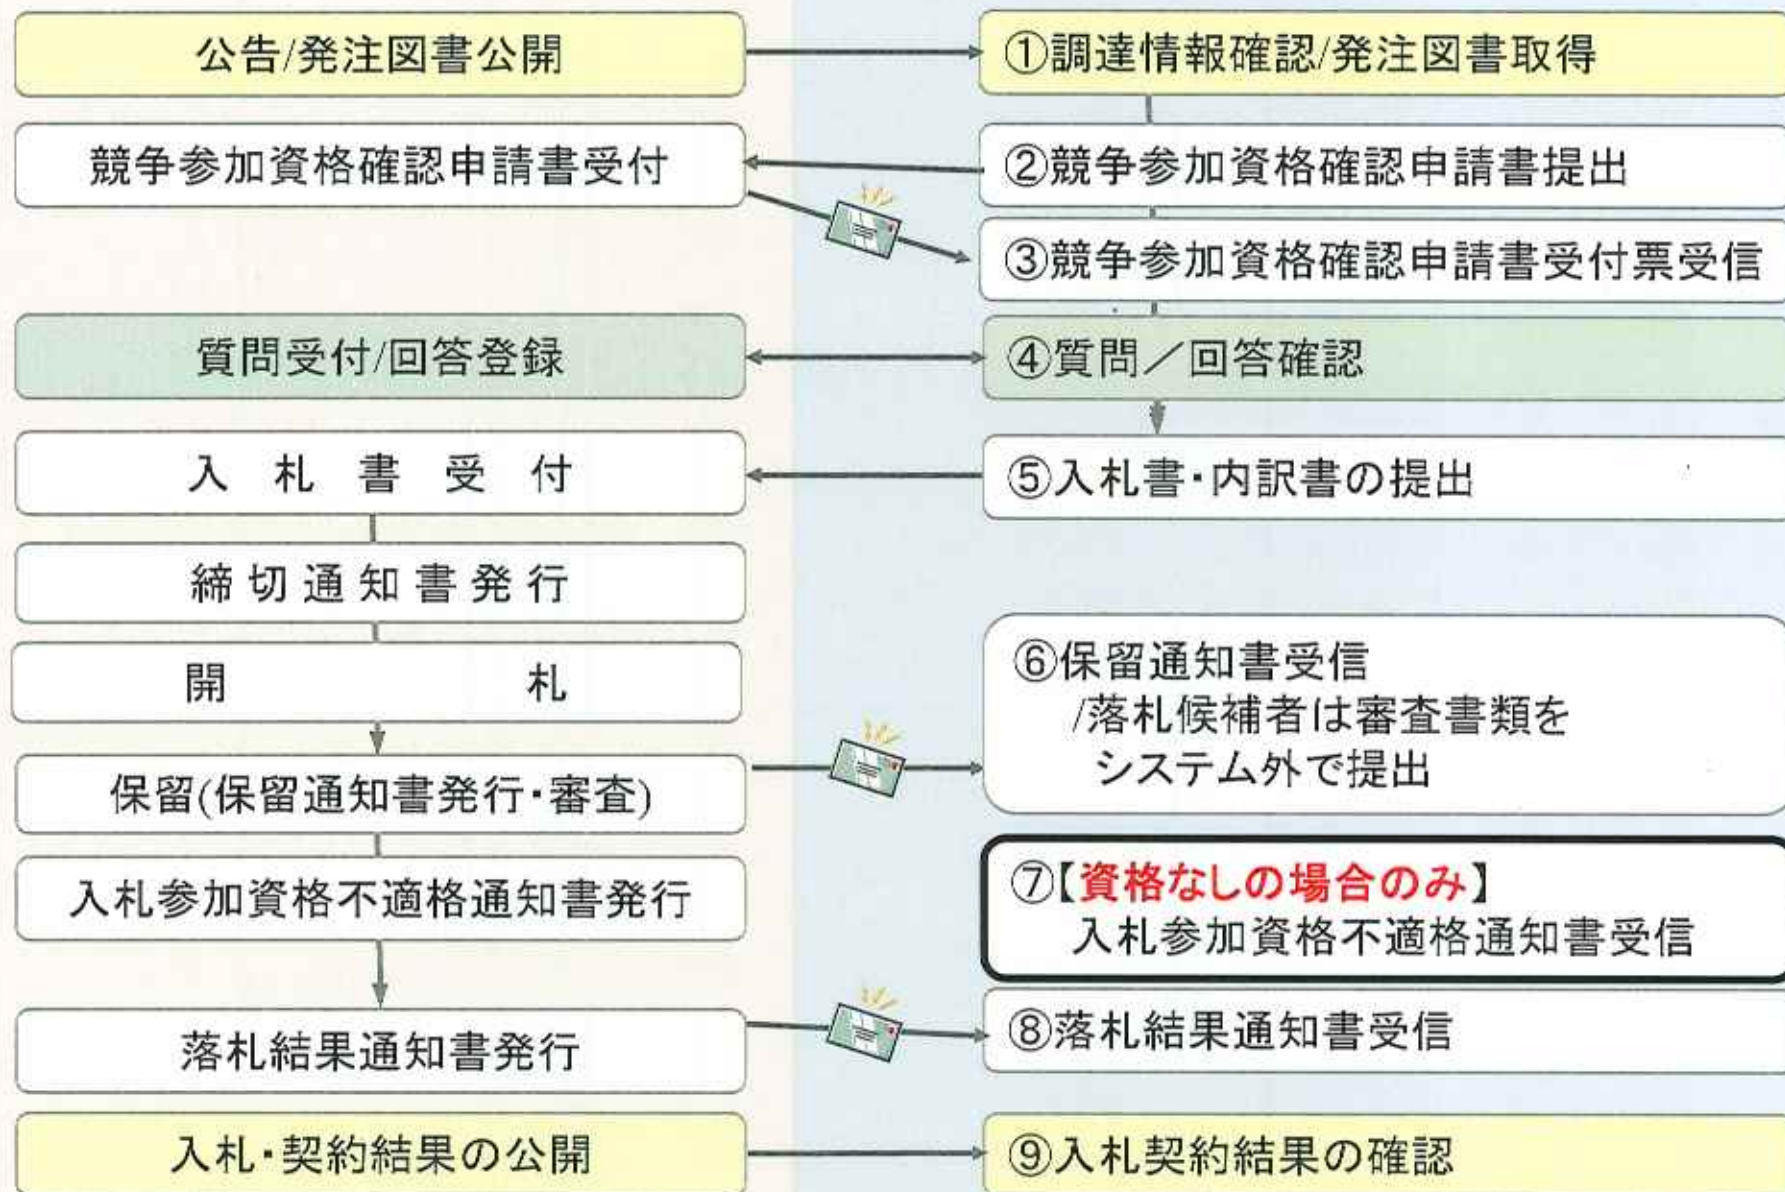 公告/発注図書公開
①調達情報確認/発注図書取得
競争参加資格確認申請書受付
②競争参加資格確認申請書提出
③競争参加資格確認申請書受付票受信
質問受付/回答登録
④質問／回答確認
入 札 書 受 付
⑤入札書・内訳書の提出
締切通知書発行
開 札
⑥保留通知書受信
/落札候補者は審査書類を
システム外で提出
保留(保留通知書発行・審査)
入札参加資格不適格通知書発行
⑦【資格なしの場合のみ】
入札参加資格不適格通知書受信
落札結果通知書発行
⑧落札結果通知書受信
入札・契約結果の公開
⑨入札契約結果の確認